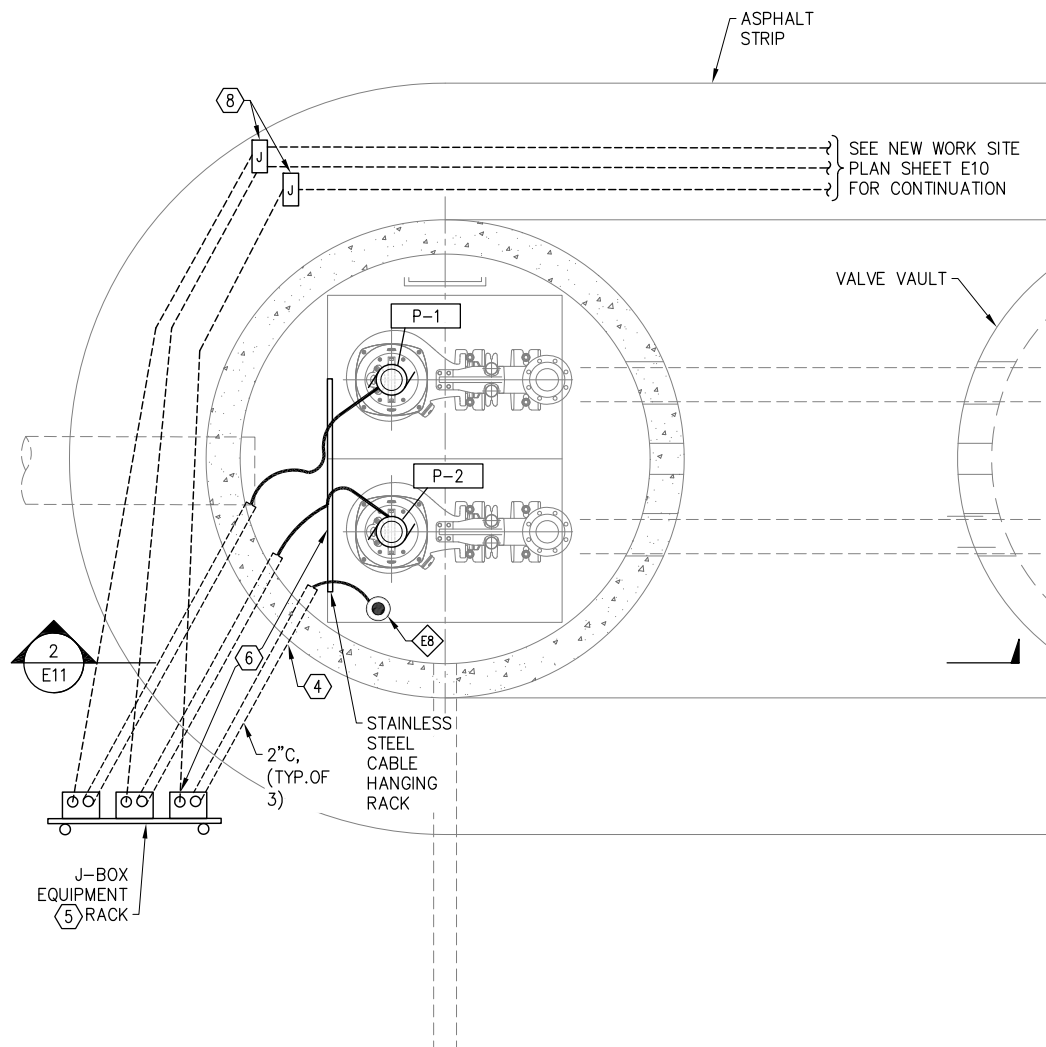 ASPHALT
STRIP
8
J
J
SEE NEW WORK SITE
PLAN SHEET E10
FOR CONTINUATION
VALVE VAULT
P-1
P-2
E8
2
E11
6
4
STAINLESS
STEEL
CABLE
HANGING
RACK
2"C,
(TYP.OF
3)
J-BOX
EQUIPMENT
5 RACK